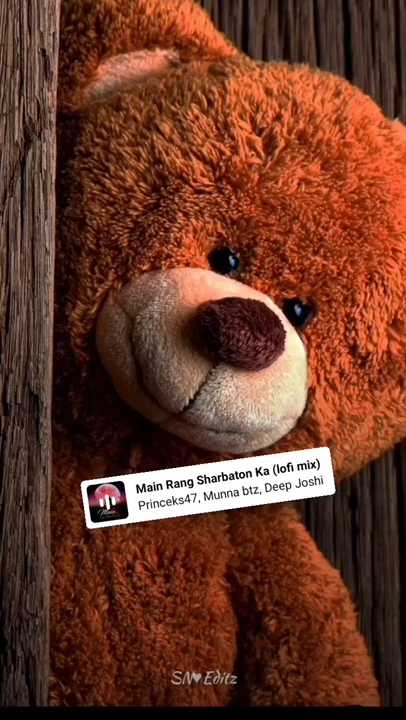 Main Rang Sharbaton Ka (lofi mix)
Princeks47, Munna btz, Deep Joshi
SN♥Editz